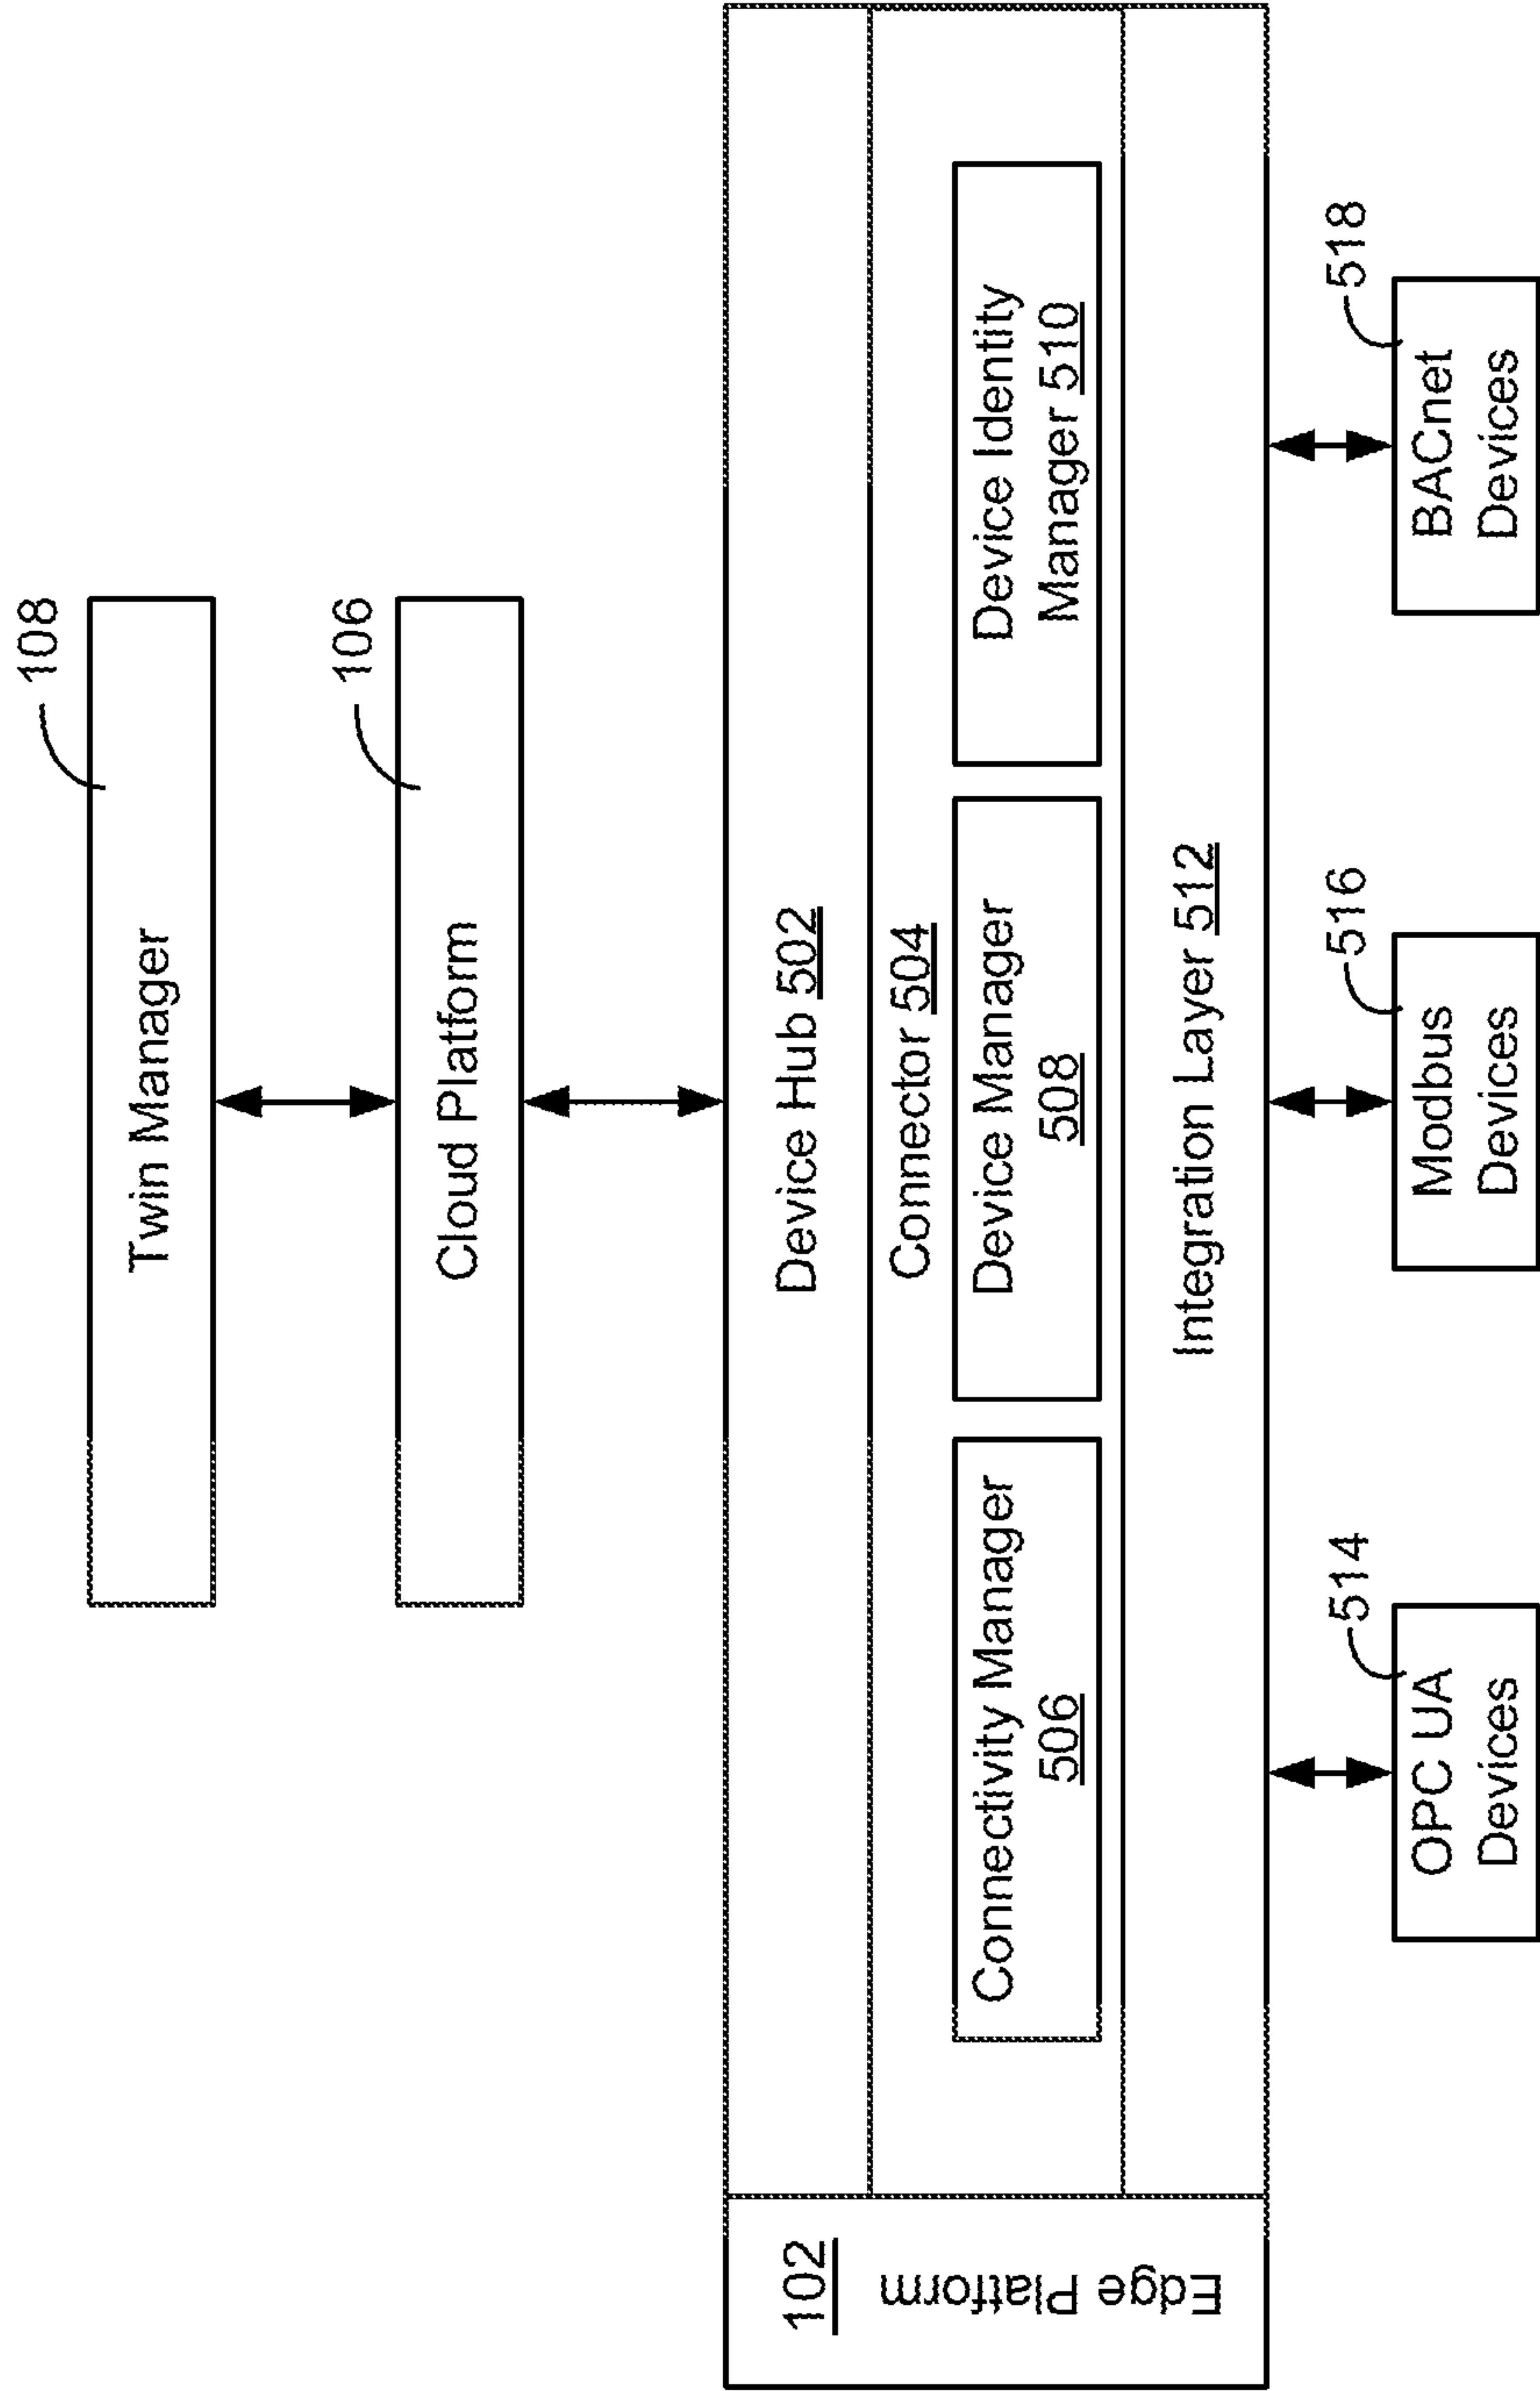 108
Twin Manager
106
Cloud Platform
102
Edge Platform
Device Hub 502
Connector 504
Connectivity Manager
506
Device Manager
508
Device Identity
Manager 510
Integration Layer 512
514
OPC UA
Devices
516
Modbus
Devices
518
BACnet
Devices